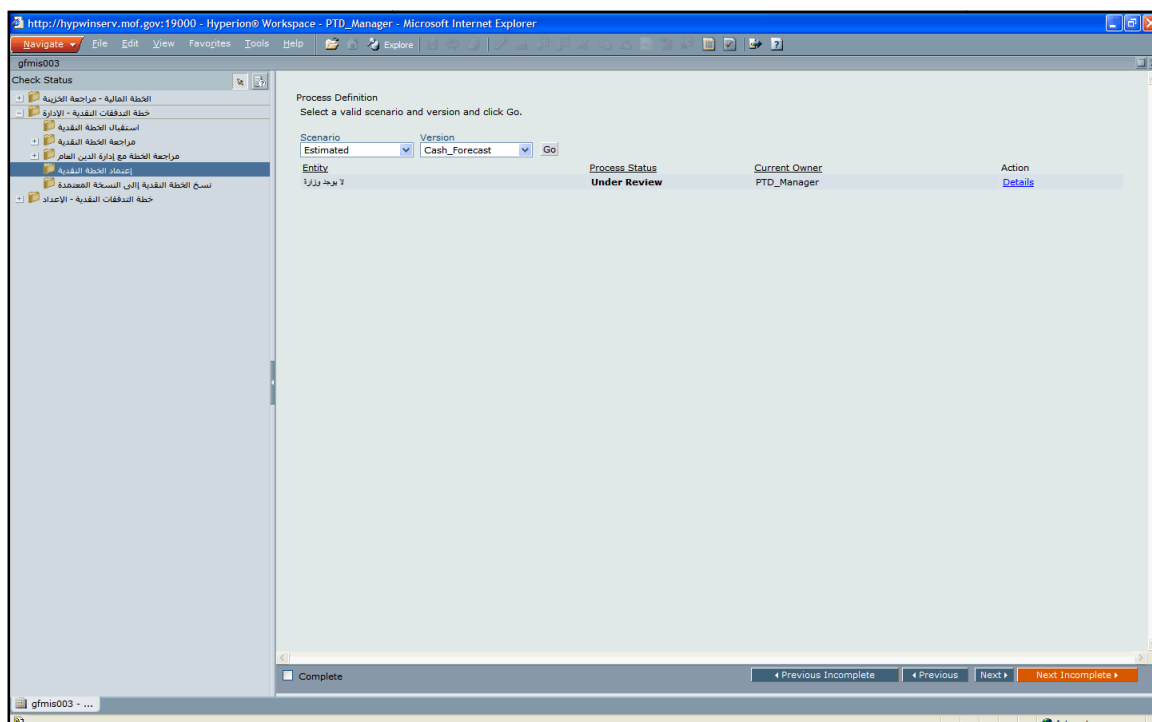 http://hypwinserv.mof.gov:19000 - Hyperion® Workspace - PTD_Manager - Microsoft Internet Explorer
Navigate File Edit View Favorites Tools Help Explore
gfmis003
Check Status
الخطة المالية - مراجعة الخزينة
خطة التدفقات النقدية - الإدارة
استقبال الخطة النقدية
مراجعة الخطة النقدية
مراجعة الخطة مع إدارة الدين العام
إعتماد الخطة النقدية
نسخ الخطة النقدية إالى النسخة المعتمدة
خطة التدفقات النقدية - الإعداد
Process Definition
Select a valid scenario and version and click Go.
Scenario Version
Estimated Cash_Forecast Go
Entity Process Status Current Owner Action
لا يوجد وزارة Under Review PTD_Manager Details
Complete Previous Incomplete Previous Next Next Incomplete
gfmis003 - ...